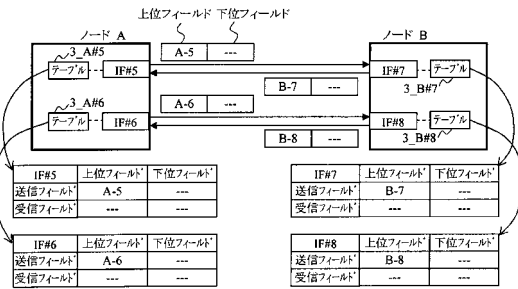 上位フィールド 下位フィールド
ノード A
ノード B
3_A#5
テーブル
IF#5
A-5
---
B-7
---
IF#7
テーブル
3_B#7
3_A#6
テーブル
IF#6
A-6
---
B-8
---
IF#8
テーブル
3_B#8
IF#5 上位フィールド 下位フィールド
送信フィールド A-5 ---
受信フィールド --- ---
IF#7 上位フィールド 下位フィールド
送信フィールド B-7 ---
受信フィールド --- ---
IF#6 上位フィールド 下位フィールド
送信フィールド A-6 ---
受信フィールド --- ---
IF#8 上位フィールド 下位フィールド
送信フィールド B-8 ---
受信フィールド --- ---